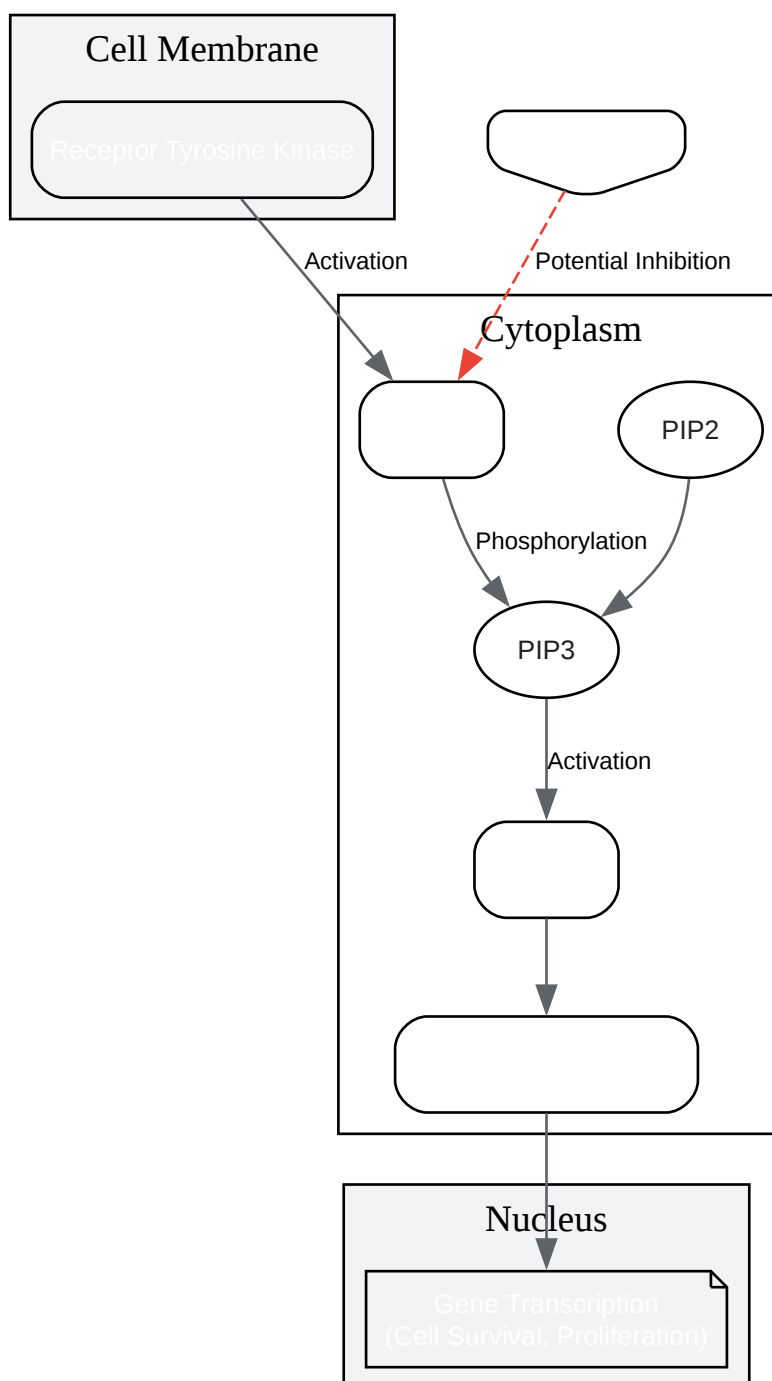 Cell Membrane
Receptor Tyrosine Kinase
Activation
Potential Inhibition
Cytoplasm
PIP2
Phosphorylation
PIP3
Activation
Nucleus
Gene Transcription
(Cell Survival, Proliferation)